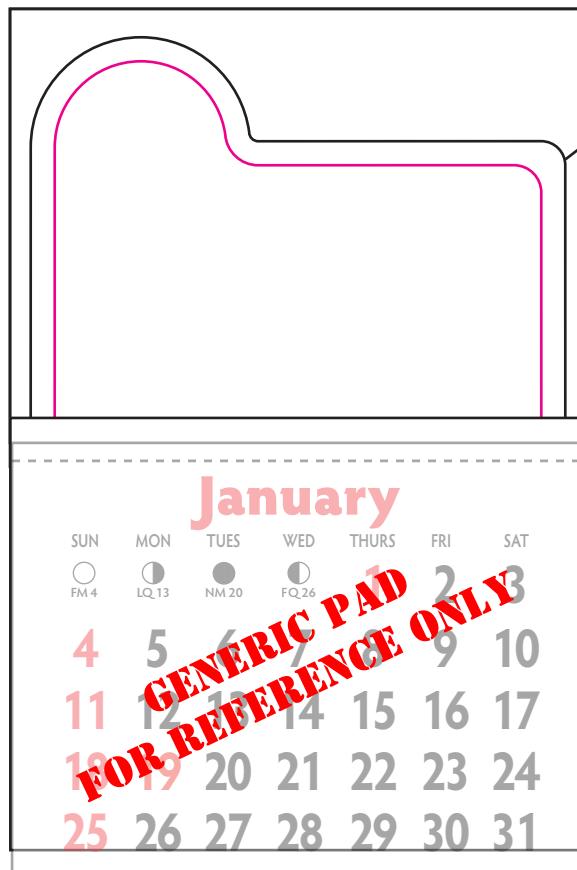 January
SUN MON TUES WED THURS FRI SAT
FM 4 LQ 13 NM 20 FQ 26 1 2 3
4 5 6 7 8 9 10
11 12 13 14 15 16 17
18 19 20 21 22 23 24
25 26 27 28 29 30 31
GENERIC PAD
FOR REFERENCE ONLY